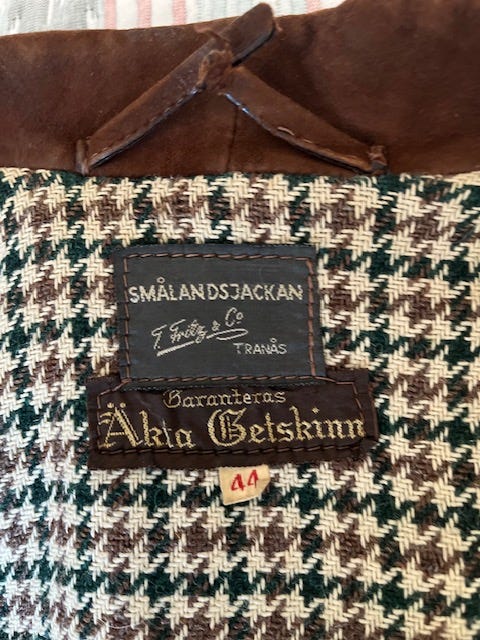 SMÅLANDSJACKAN
T. Fritz & Co
TRANÅS
Garanteras
Äkta Getskinn
44